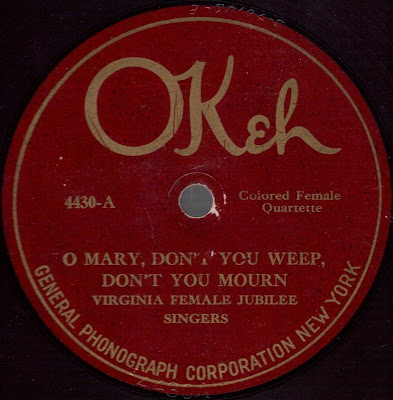 OKeh
4430-A
Colored Female
Quartette
O MARY, DON'T YOU WEEP,
DON'T YOU MOURN
VIRGINIA FEMALE JUBILEE
SINGERS
GENERAL PHONOGRAPH CORPORATION NEW YORK